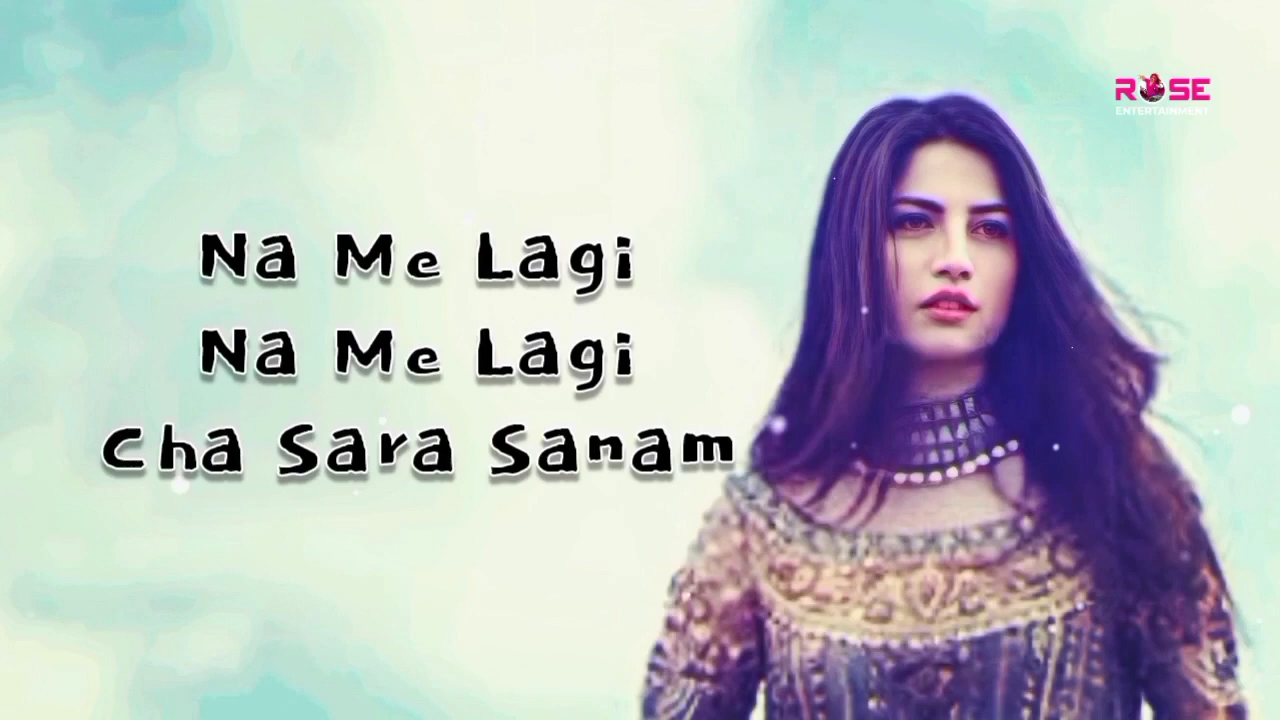 ROSE
ENTERTAINMENT
Na Me Lagi
Na Me Lagi
Cha Sara Sanam